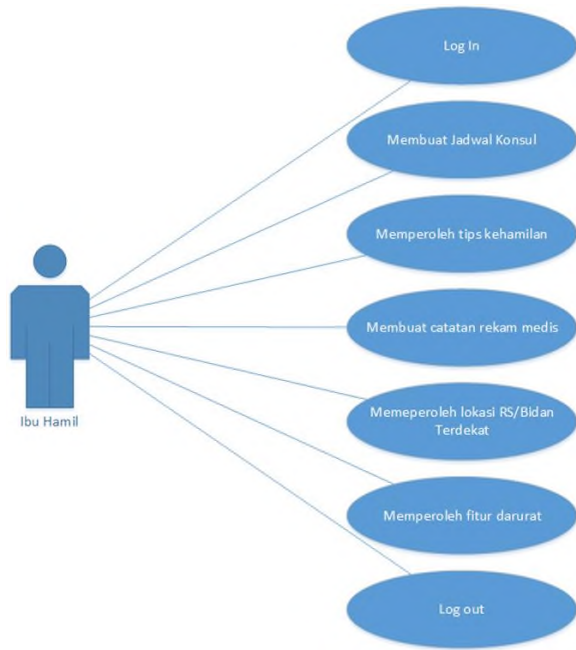 Log In
Membuat Jadwal Konsul
Memperoleh tips kehamilan
Membuat catatan rekam medis
Memeperoleh lokasi RS/Bidan
Terdekat
Memperoleh fitur darurat
Log out
Ibu Hamil